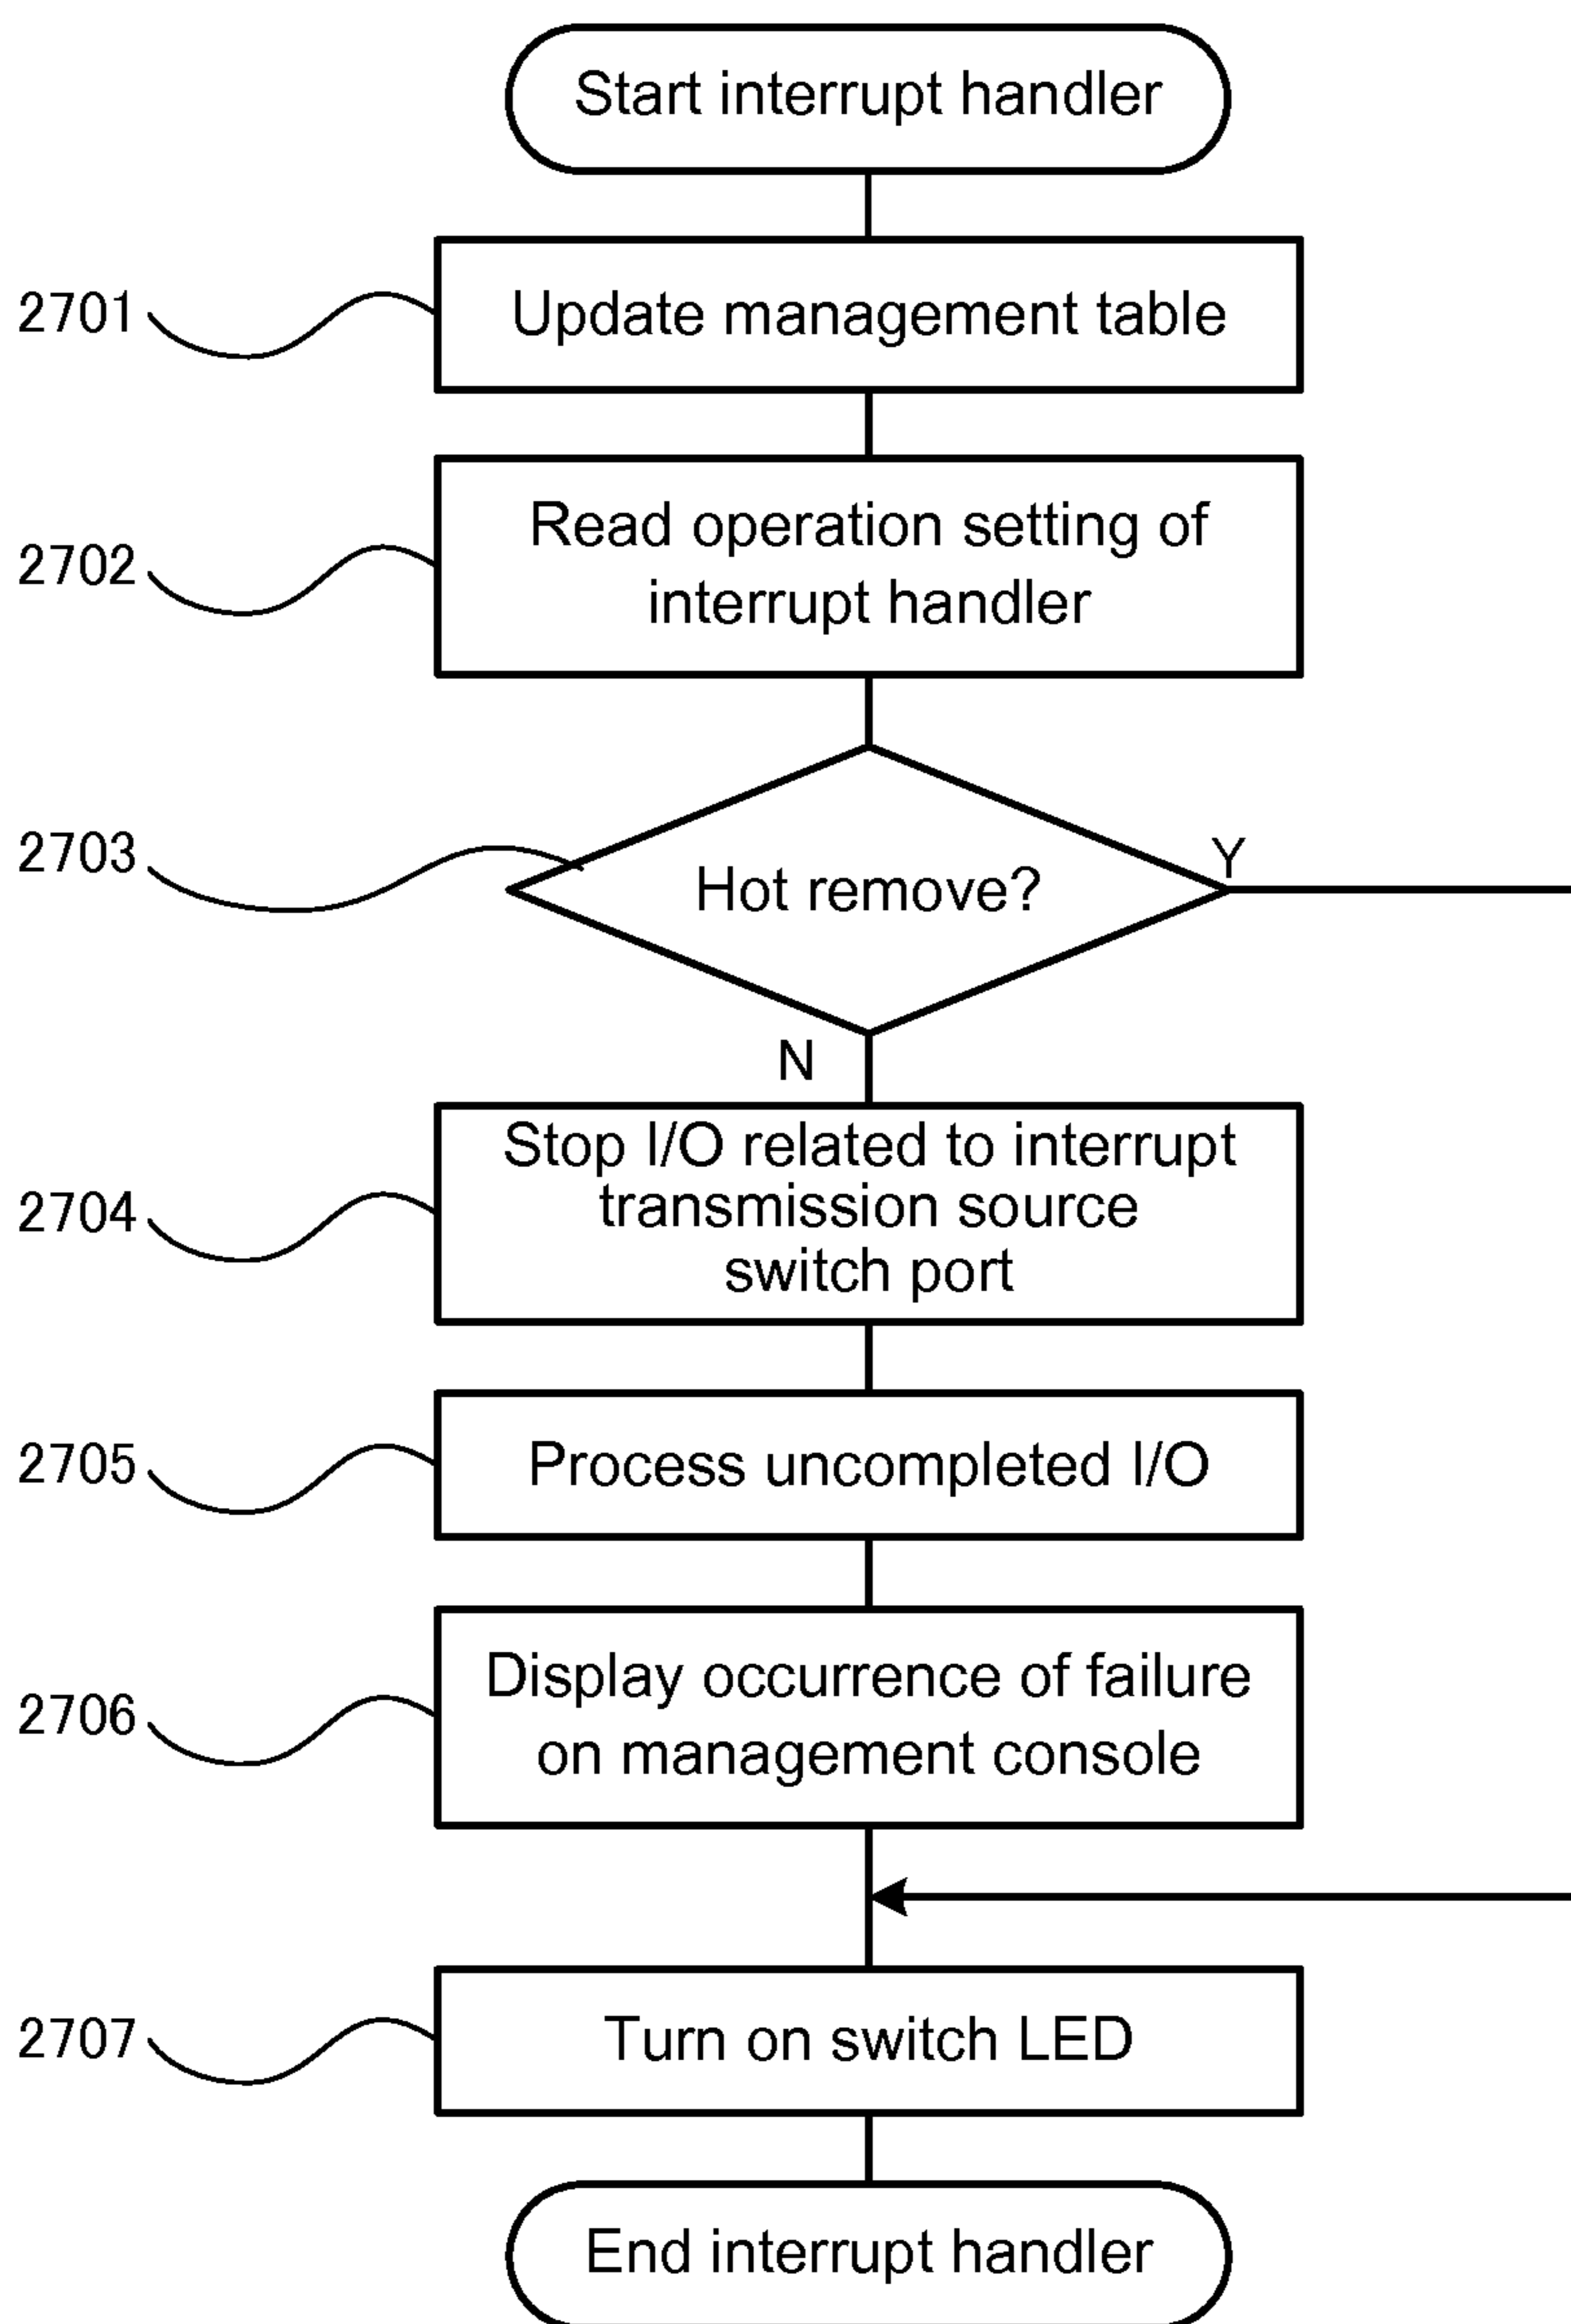 Start interrupt handler
2701
Update management table
2702
Read operation setting of
interrupt handler
2703
Hot remove?
Y
N
2704
Stop I/O related to interrupt
transmission source
switch port
2705
Process uncompleted I/O
2706
Display occurrence of failure
on management console
2707
Turn on switch LED
End interrupt handler